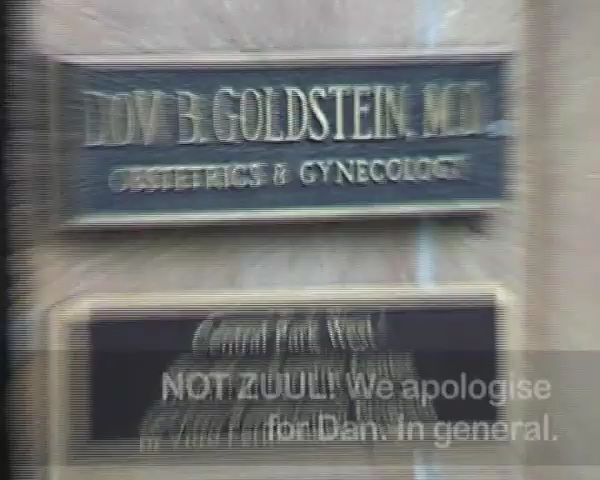 DOV B. GOLDSTEIN, M.D.
OBSTETRICS & GYNECOLOGY
Central Park West
NOT ZUUL! We apologise
for Dan. In general.